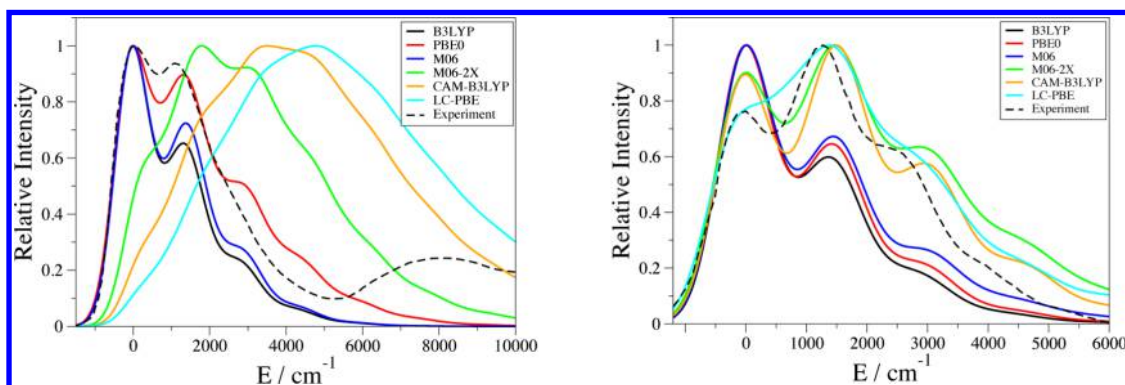 B3LYP
PBE0
M06
M06-2X
CAM-B3LYP
LC-PBE
Experiment
Relative Intensity
1
0.8
0.6
0.4
0.2
0
0 2000 4000 6000 8000 10000
E / cm-1
B3LYP
PBE0
M06
M06-2X
CAM-B3LYP
LC-PBE
Experiment
Relative Intensity
1
0.8
0.6
0.4
0.2
0
0 1000 2000 3000 4000 5000 6000
E / cm-1